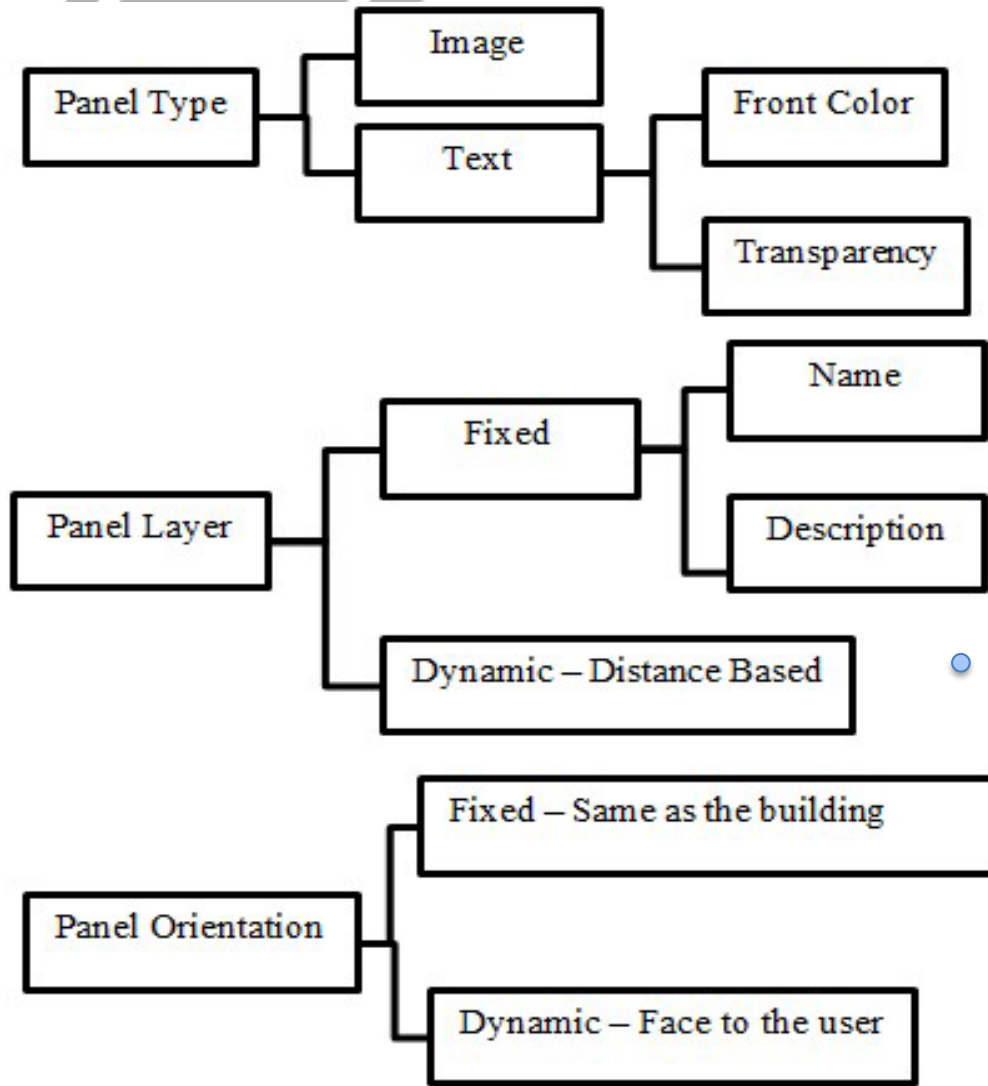 Panel Type
Image
Text
Front Color
Transparency
Panel Layer
Fixed
Name
Description
Dynamic – Distance Based
Panel Orientation
Fixed – Same as the building
Dynamic – Face to the user